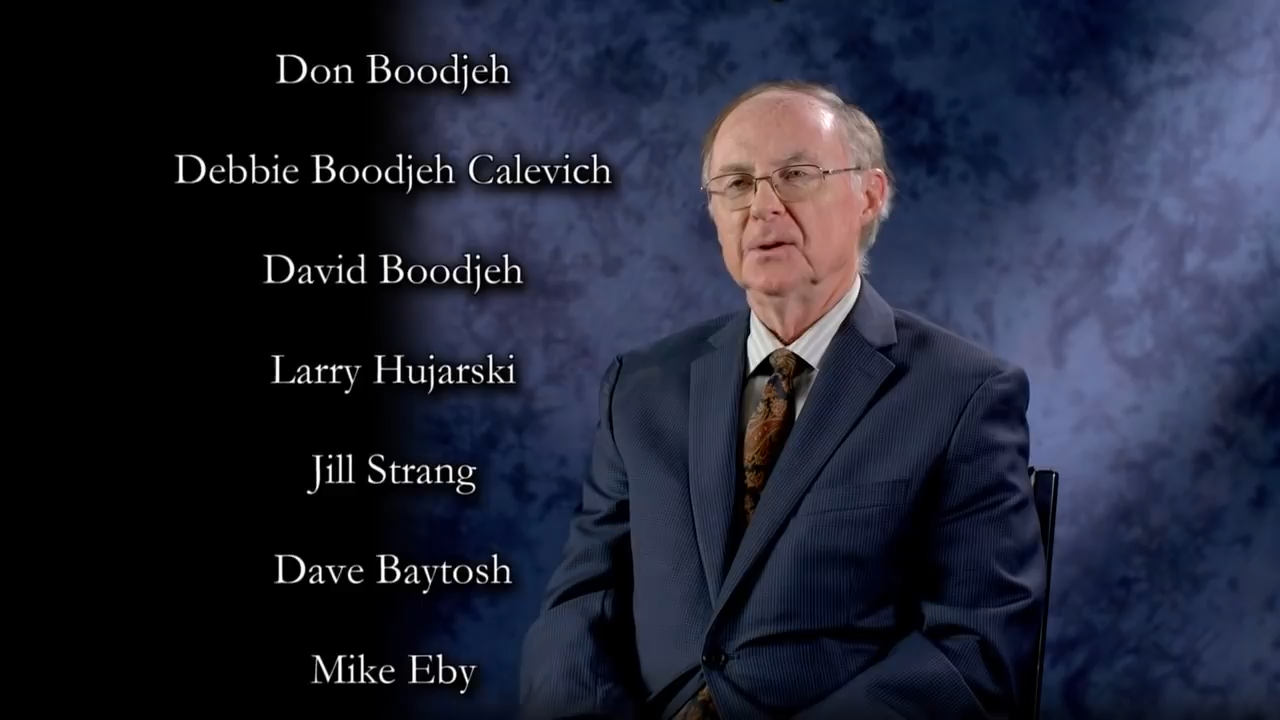 Don Boodjeh
Debbie Boodjeh Calevich
David Boodjeh
Larry Hujarski
Jill Strang
Dave Baytosh
Mike Eby